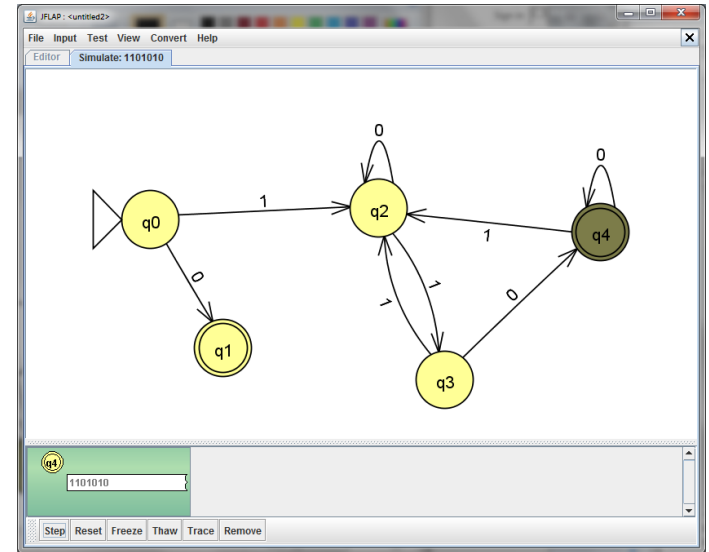 JFLAP : <untitled2>
File Input Test View Convert Help
Editor Simulate: 1101010
0
0
1
q2
q0
q4
1
0
1
1
0
q1
q3
q4
1101010
Step Reset Freeze Thaw Trace Remove